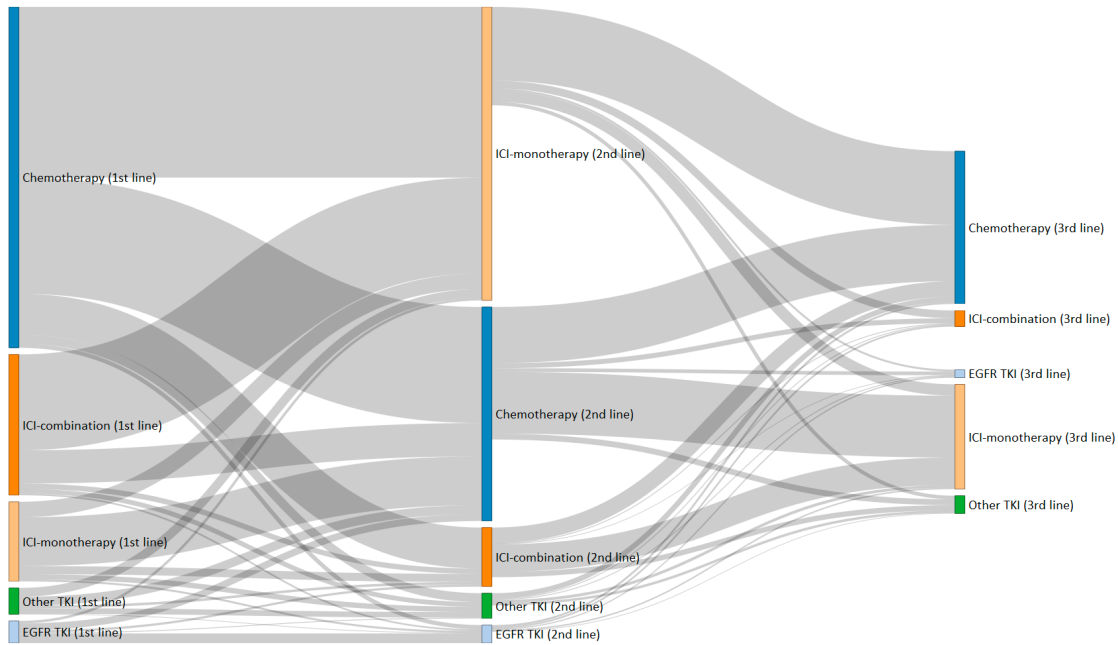 Chemotherapy (1st line)
ICI-combination (1st line)
ICI-monotherapy (1st line)
Other TKI (1st line)
EGFR TKI (1st line)
ICI-monotherapy (2nd line)
Chemotherapy (2nd line)
ICI-combination (2nd line)
Other TKI (2nd line)
EGFR TKI (2nd line)
Chemotherapy (3rd line)
ICI-combination (3rd line)
EGFR TKI (3rd line)
ICI-monotherapy (3rd line)
Other TKI (3rd line)